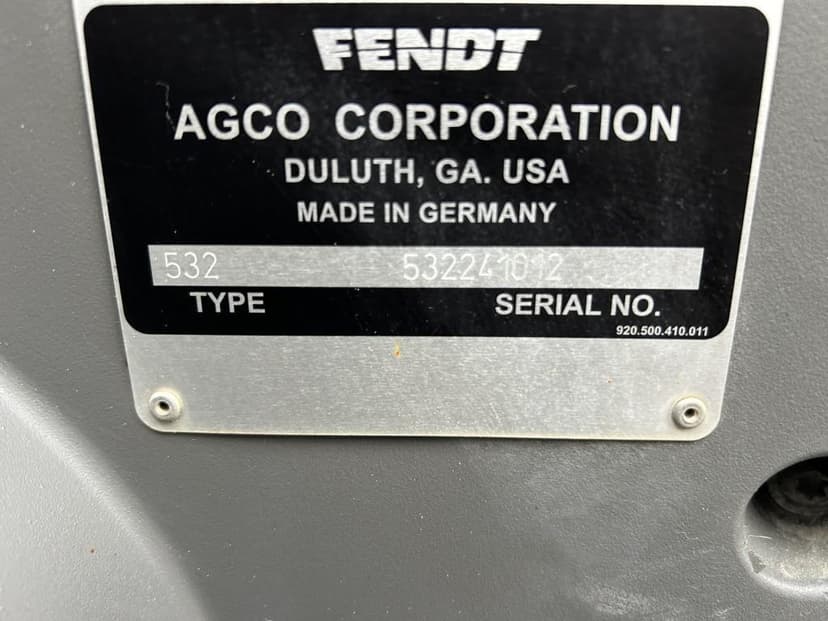 FENDT
AGCO CORPORATION
DULUTH, GA. USA
MADE IN GERMANY
532 532241012
TYPE SERIAL NO.
920.500.410.011